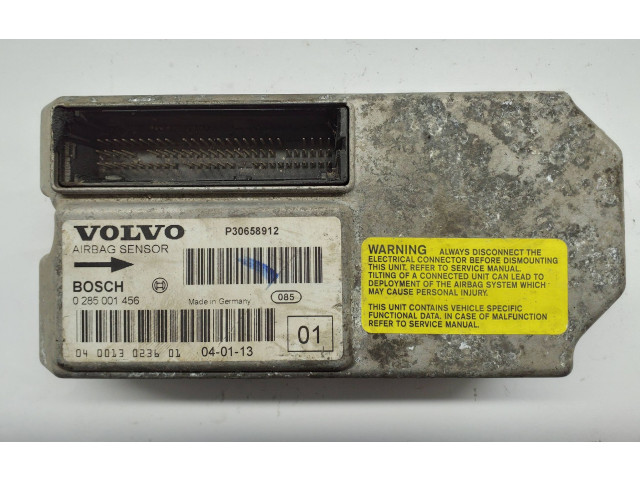 VOLVO
P30658912
AIRBAG SENSOR
BOSCH
0 285 001 456
Made in Germany
085
04 0013 0236 01
04-01-13
01
WARNING ALWAYS DISCONNECT THE
ELECTRICAL CONNECTOR BEFORE DISMOUNTING
THIS UNIT. REFER TO SERVICE MANUAL.
TILTING OF A CONNECTED UNIT CAN LEAD TO
DEPLOYMENT OF THE AIRBAG SYSTEM WHICH
MAY CAUSE PERSONAL INJURY.
THIS UNIT CONTAINS VEHICLE SPECIFIC
FUNCTIONAL DATA. IN CASE OF MALFUNCTION
REFER TO SERVICE MANUAL.